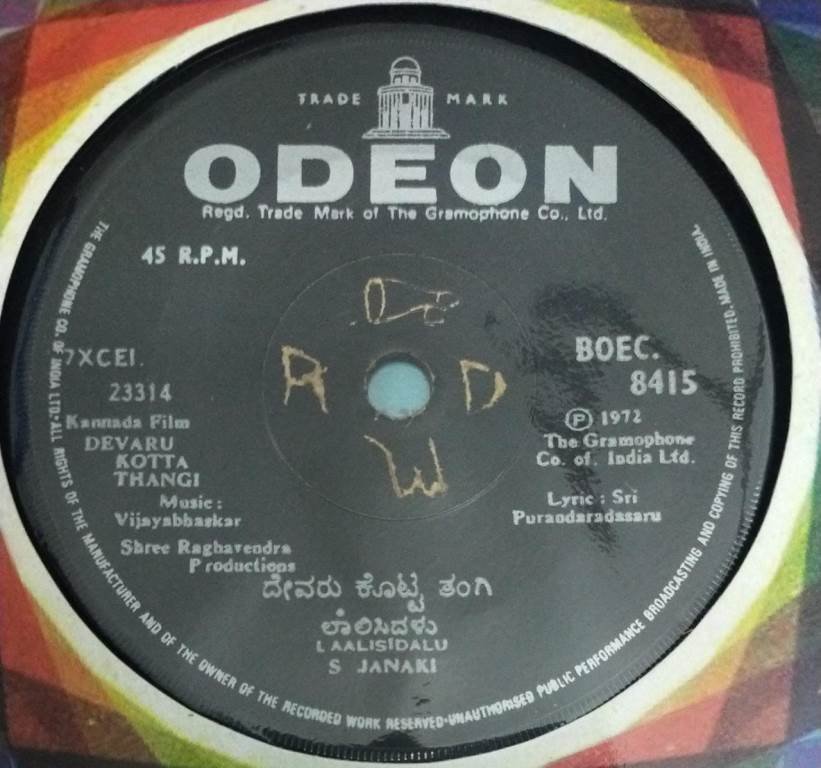 TRADE MARK
ODEON
Regd. Trade Mark of The Gramophone Co., Ltd.
45 R.P.M.
7XCEI.
23314
Kannada Film
DEVARU
KOTTA
THANGI
Music :
Vijayabhaskar
Shree Raghavendra
Productions
BOEC.
8415
Ⓟ 1972
The Gramophone
Co. of. India Ltd.
Lyric : Sri
Purandaradasaru
R D
W
ದೇವರು ಕೊಟ್ಟ ತಂಗಿ
ಲಾಲಿಸಿದಳು
LAALISIDALU
S JANAKI
THE GRAMOPHONE CO. OF INDIA LTD·ALL RIGHTS OF THE MANUFACTURER AND OF THE OWNER OF THE RECORDED WORK RESERVED·UNAUTHORISED PUBLIC PERFORMANCE BROADCASTING AND COPYING OF THIS RECORD PROHIBITED. MADE IN INDIA.